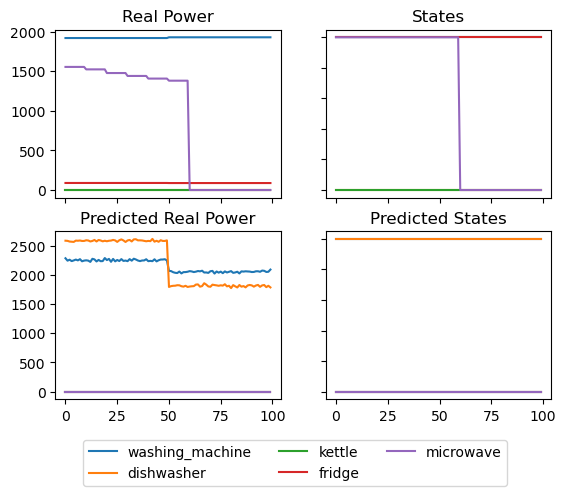 Real Power
States
2000
1500
1000
500
0
Predicted Real Power
Predicted States
2500
2000
1500
1000
500
0
0 25 50 75 100
0 25 50 75 100
washing_machine kettle microwave
dishwasher fridge